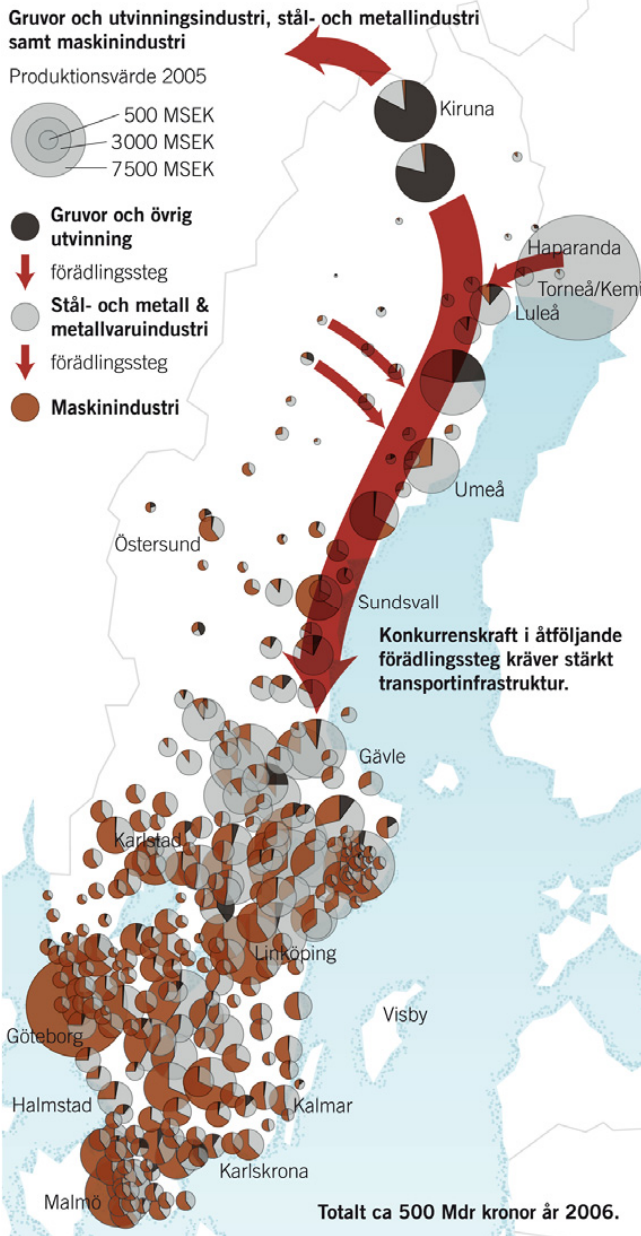 Gruvor och utvinningsindustri, stål- och metallindustri
samt maskinindustri
Produktionsvärde 2005
500 MSEK
3000 MSEK
7500 MSEK
Kiruna
Gruvor och övrig
utvinning
förädlingssteg
Stål- och metall &
metallvaruindustri
förädlingssteg
Maskinindustri
Haparanda
Torneå/Kemi
Luleå
Umeå
Östersund
Sundsvall
Konkurrenskraft i åtföljande
förädlingssteg kräver stärkt
transportinfrastruktur.
Gävle
Karlstad
Linköping
Visby
Göteborg
Halmstad
Kalmar
Karlskrona
Malmö
Totalt ca 500 Mdr kronor år 2006.